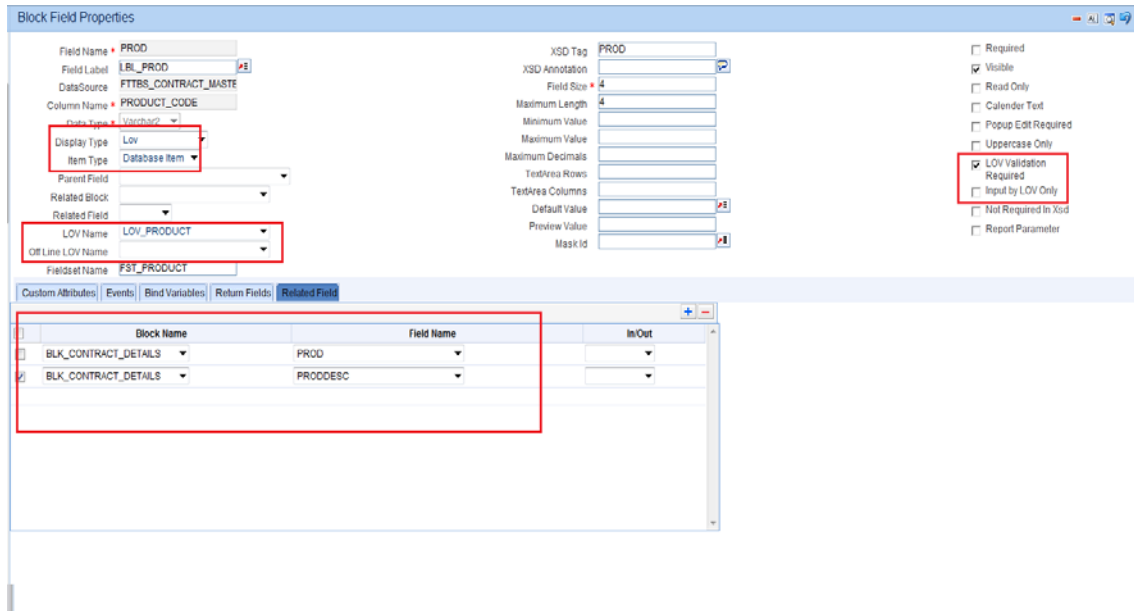 Block Field Properties
Field Name * PROD
Field Label LBL_PROD
DataSource FTTBS_CONTRACT_MASTE
Column Name * PRODUCT_CODE
Data Type * Varchar2
Display Type Lov
Item Type Database Item
Parent Field
Related Block
Related Field
LOV Name LOV_PRODUCT
Off Line LOV Name
Fieldset Name FST_PRODUCT
XSD Tag PROD
XSD Annotation
Field Size * 4
Maximum Length 4
Minimum Value
Maximum Value
Maximum Decimals
TextArea Rows
TextArea Columns
Default Value
Preview Value
Mask Id
Required
Visible
Read Only
Calender Text
Popup Edit Required
Uppercase Only
LOV Validation
Required
Input by LOV Only
Not Required In Xsd
Report Parameter
Custom Attributes Events Bind Variables Return Fields Related Field
Block Name Field Name In/Out
BLK_CONTRACT_DETAILS PROD
BLK_CONTRACT_DETAILS PRODDESC